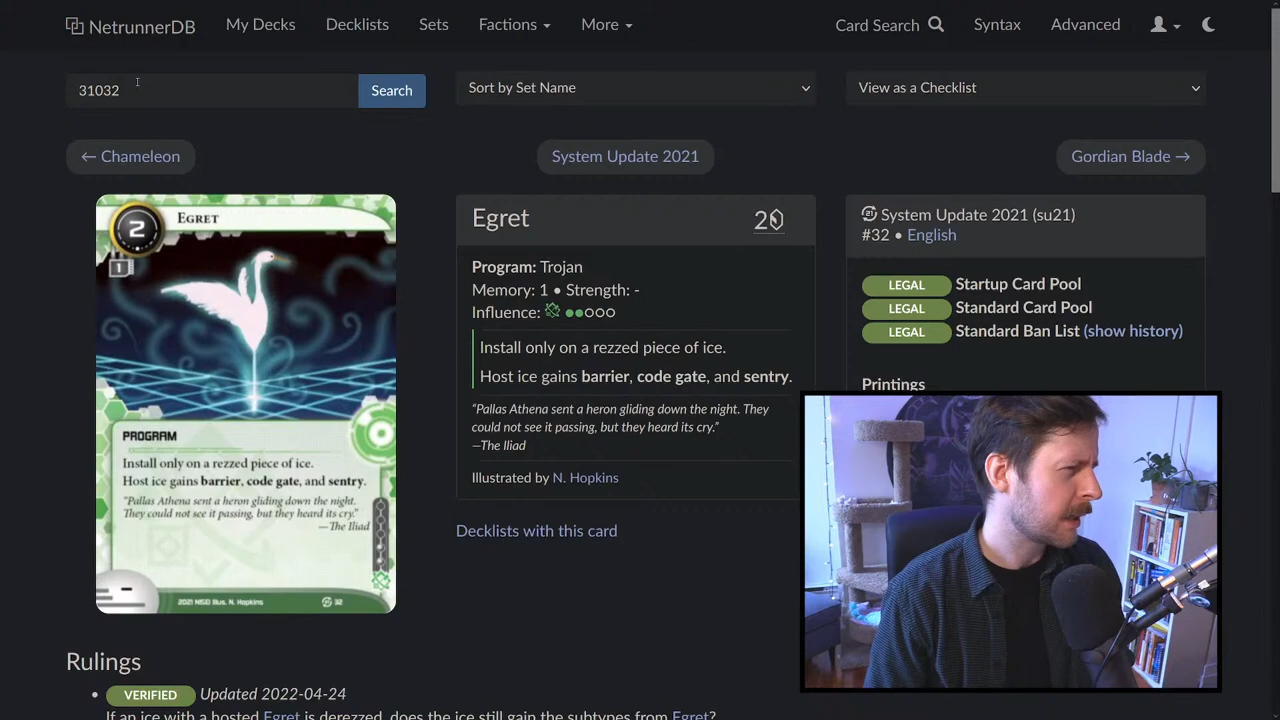 NetrunnerDB My Decks Decklists Sets Factions More Card Search Syntax Advanced
31032 Search Sort by Set Name View as a Checklist
← Chameleon System Update 2021 Gordian Blade →
2
EGRET
1
PROGRAM
Install only on a rezzed piece of ice.
Host ice gains barrier, code gate, and sentry.
"Pallas Athena sent a heron gliding down the night.
They could not see it passing, but they heard its cry."
—The Iliad
-
2021 NISEI Illus. N. Hopkins 32
Egret 2
Program: Trojan
Memory: 1 • Strength: -
Influence:
Install only on a rezzed piece of ice.
Host ice gains barrier, code gate, and sentry.
"Pallas Athena sent a heron gliding down the night. They
could not see it passing, but they heard its cry."
—The Iliad
Illustrated by N. Hopkins
Decklists with this card
System Update 2021 (su21)
#32 • English
LEGAL Startup Card Pool
LEGAL Standard Card Pool
LEGAL Standard Ban List (show history)
Printings
Rulings
• VERIFIED Updated 2022-04-24
If an ice with a hosted Egret is derezzed, does the ice still gain the subtypes from Egret?